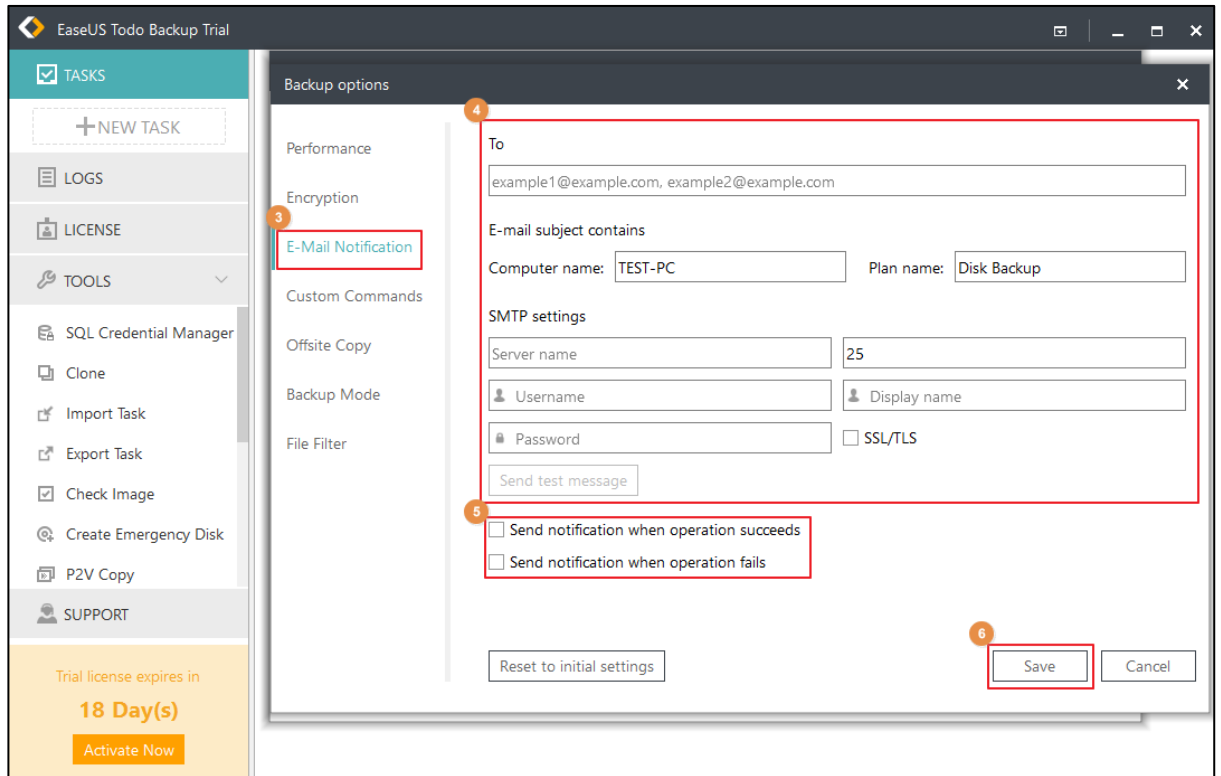 EaseUS Todo Backup Trial
TASKS
NEW TASK
LOGS
LICENSE
TOOLS
SQL Credential Manager
Clone
Import Task
Export Task
Check Image
Create Emergency Disk
P2V Copy
SUPPORT
Trial license expires in
18 Day(s)
Activate Now
Backup options
Performance
Encryption
3
E-Mail Notification
Custom Commands
Offsite Copy
Backup Mode
File Filter
4
To
example1@example.com, example2@example.com
E-mail subject contains
Computer name: TEST-PC Plan name: Disk Backup
SMTP settings
Server name 25
Username Display name
Password SSL/TLS
Send test message
5
Send notification when operation succeeds
Send notification when operation fails
6
Reset to initial settings Save Cancel